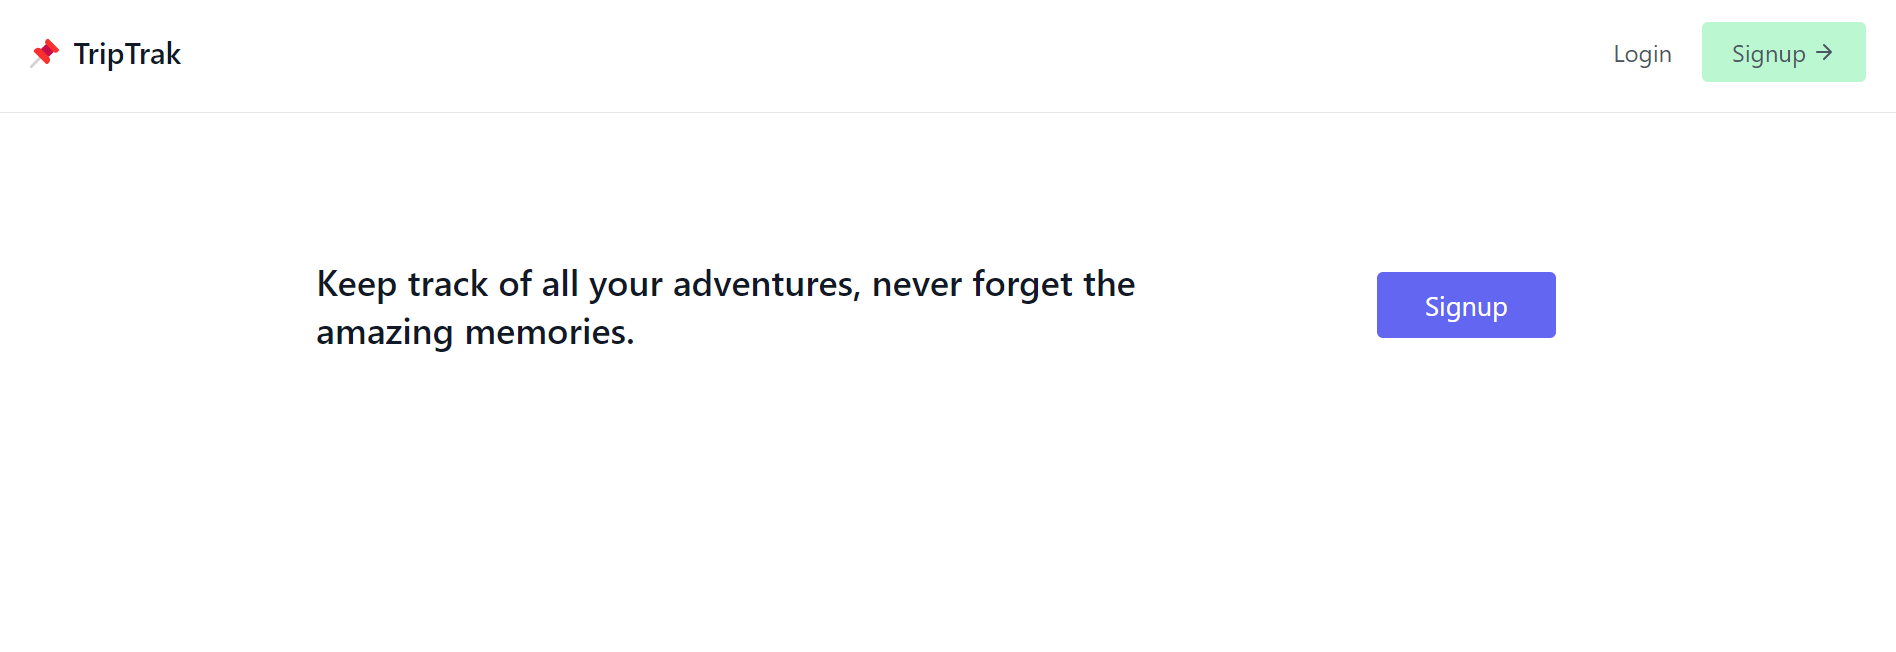 TripTrak
Login
Signup →
Keep track of all your adventures, never forget the
amazing memories.
Signup